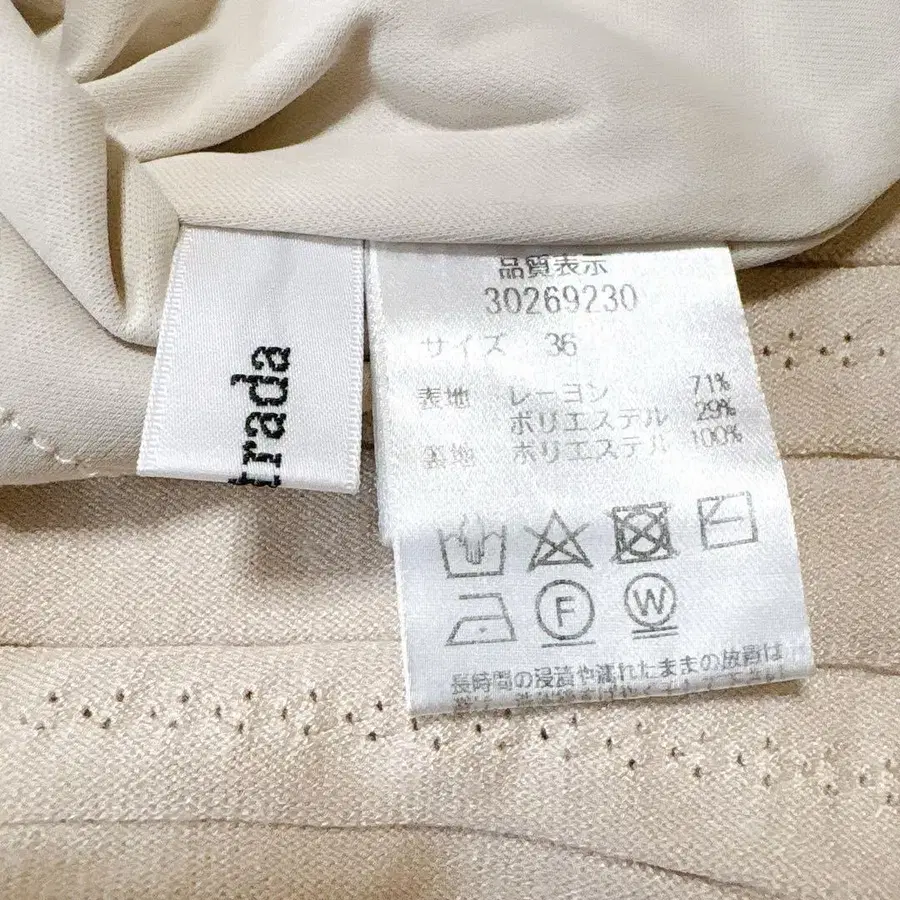 trada
品質表示
30269230
サイズ 36
表地 レーヨン 71%
ポリエステル 29%
裏地 ポリエステル 100%
F
W
長時間の浸漬や濡れたままの放置は